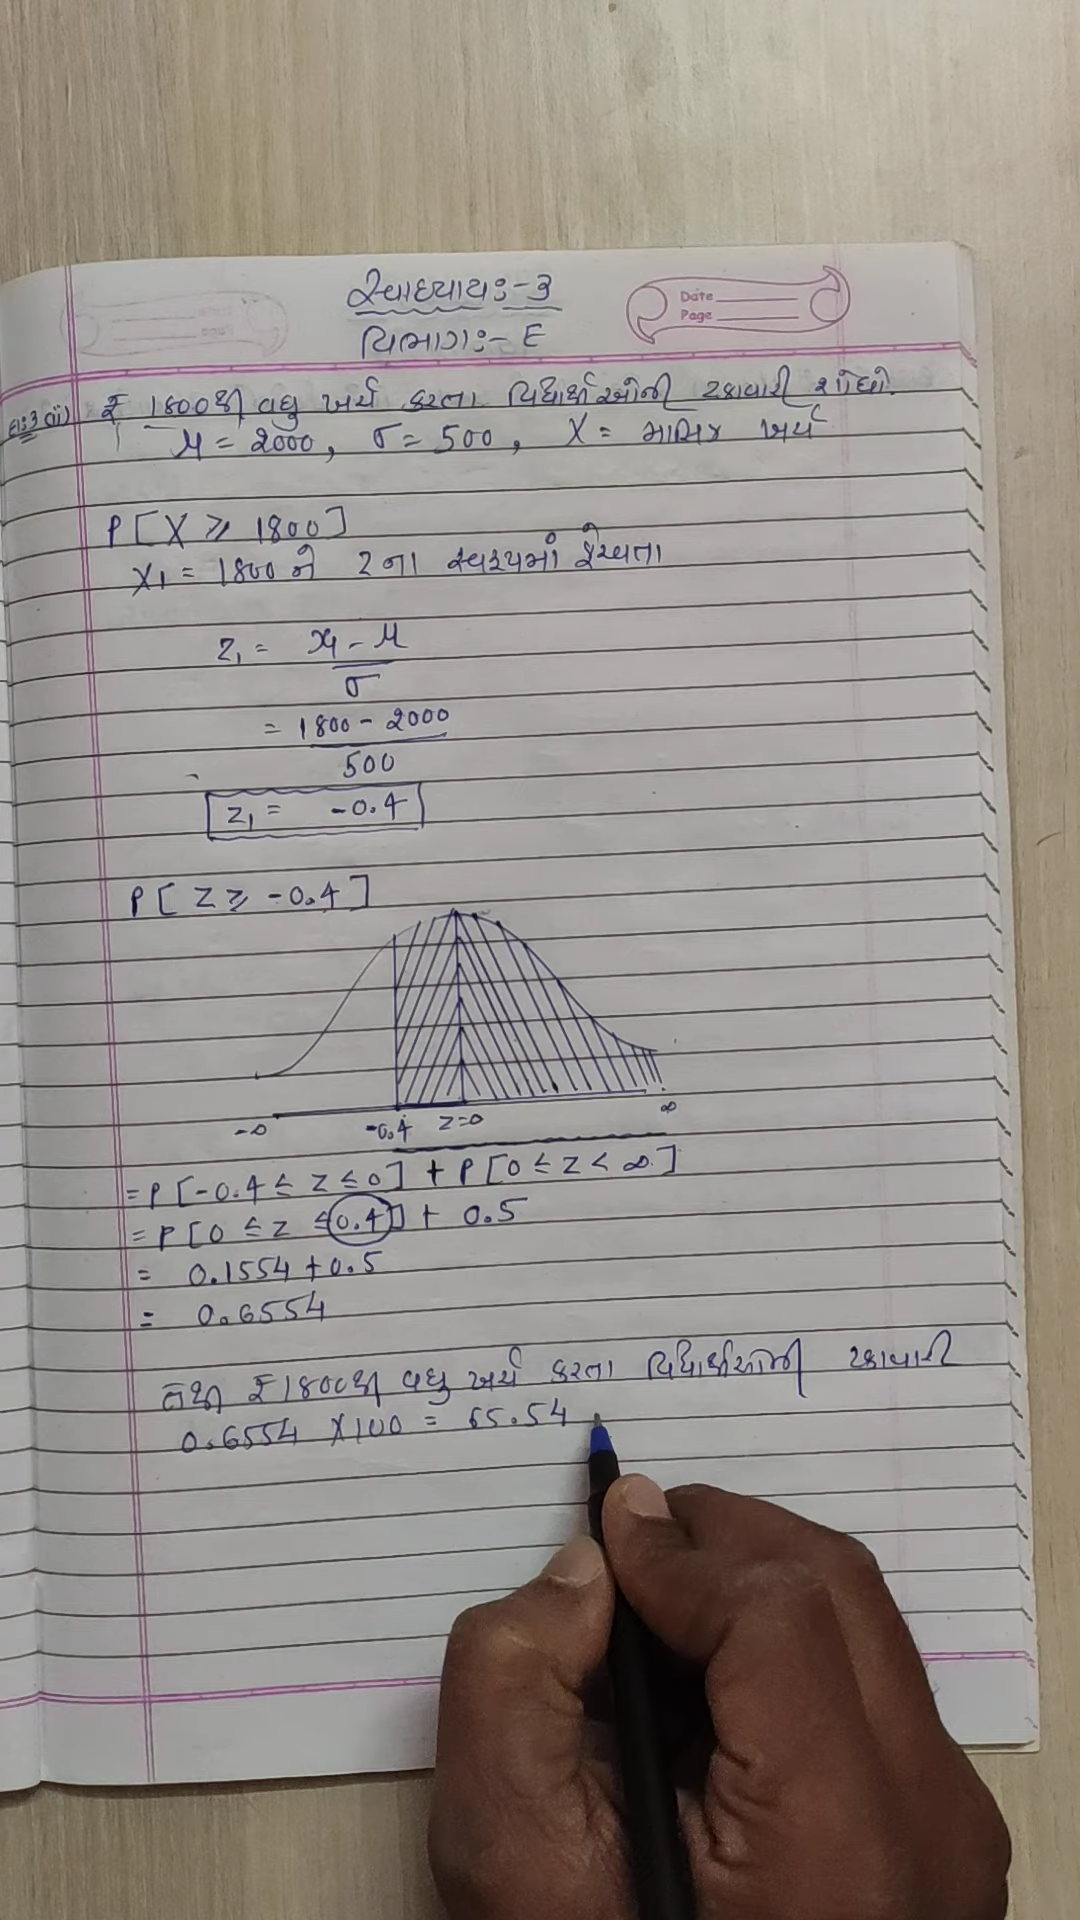 સ્વાધ્યાય:-3
વિભાગ:- E
Date
Page
દા:3 (ii) ₹ 1800થી વધુ ખર્ચ કરતા વિદ્યાર્થીઓની ટકાવારી શોધો.
μ = 2000, σ = 500, X = માસિક ખર્ચ
P [ X ≥ 1800 ]
X₁ = 1800 ને Z ના સ્વરૂપમાં ફેરવતા
Z₁ = x₁ - μ
σ
= 1800 - 2000
500
Z₁ = -0.4
P [ Z ≥ -0.4 ]
-∞ -0.4 Z=0 ∞
= P [-0.4 ≤ Z ≤ 0] + P [0 ≤ Z < ∞]
= P [0 ≤ Z ≤ 0.4] + 0.5
= 0.1554 + 0.5
= 0.6554
તેથી ₹ 1800થી વધુ ખર્ચ કરતા વિદ્યાર્થીઓની ટકાવારી
0.6554 X 100 = 65.54